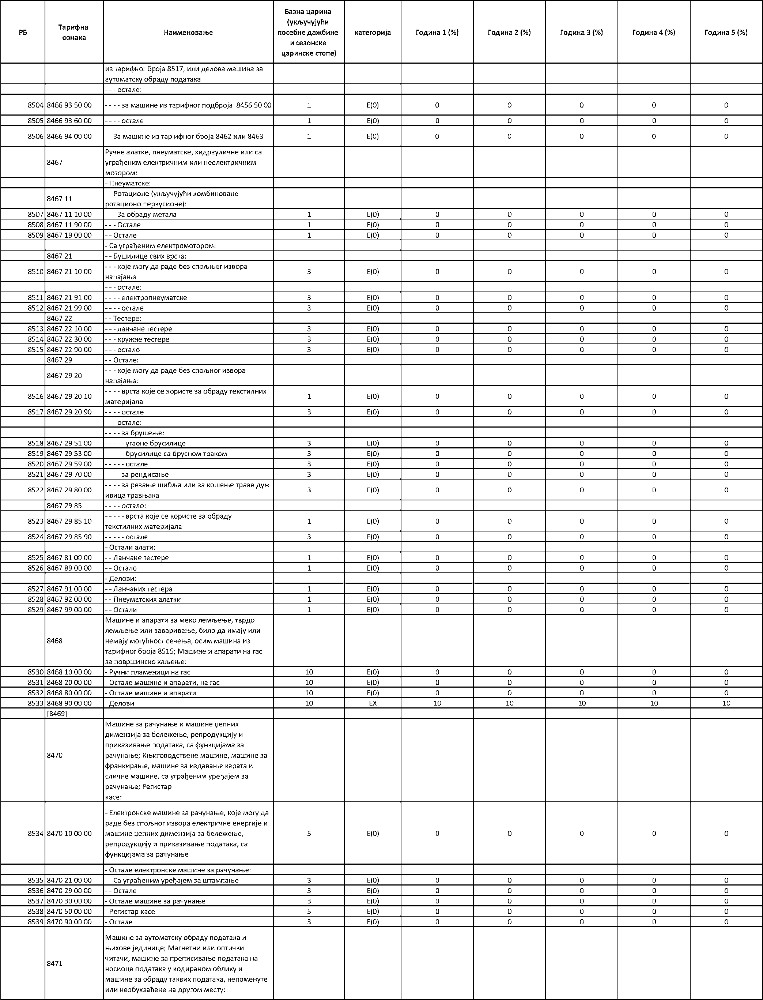 РБ Тарифна ознака Наименовање Базна царина (укључујући посебне дажбине и сезонске царинске стопе) категорија Година 1 (%) Година 2 (%) Година 3 (%) Година 4 (%) Година 5 (%)
из тарифног броја 8517, или делова машина за
аутоматску обраду података
- - - остале:
8504 8466 93 50 00 - - - - за машине из тарифног подброја 8456 50 00 1 E(0) 0 0 0 0 0
8505 8466 93 60 00 - - - - остале 1 E(0) 0 0 0 0 0
8506 8466 94 00 00 - - За машине из тар ифног броја 8462 или 8463 1 E(0) 0 0 0 0 0
8467 Ручне алатке, пнеуматске, хидрауличне или са
уграђеним електричним или неелектричним
мотором:
- Пнеуматске:
8467 11 - - Ротационе (укључујући комбиноване
ротационо перкусионе):
8507 8467 11 10 00 - - - За обраду метала 1 E(0) 0 0 0 0 0
8508 8467 11 90 00 - - - Остале 1 E(0) 0 0 0 0 0
8509 8467 19 00 00 - - Остале 1 E(0) 0 0 0 0 0
- Са уграђеним електромотором:
8467 21 - - Бушилице свих врста:
8510 8467 21 10 00 - - - које могу да раде без спољњег извора
напајања 3 E(0) 0 0 0 0 0
- - - остале:
8511 8467 21 91 00 - - - - електропнеуматске 3 E(0) 0 0 0 0 0
8512 8467 21 99 00 - - - - остале 3 E(0) 0 0 0 0 0
8467 22 - - Тестере:
8513 8467 22 10 00 - - - ланчане тестере 3 E(0) 0 0 0 0 0
8514 8467 22 30 00 - - - кружне тестере 3 E(0) 0 0 0 0 0
8515 8467 22 90 00 - - - остало 3 E(0) 0 0 0 0 0
8467 29 - - Остале:
8467 29 20 - - - које могу да раде без спољног извора
напајања:
8516 8467 29 20 10 - - - - врста које се користе за обраду текстилних
материјала 1 E(0) 0 0 0 0 0
8517 8467 29 20 90 - - - - остале 3 E(0) 0 0 0 0 0
- - - остале:
- - - - за брушење:
8518 8467 29 51 00 - - - - - угаоне брусилице 3 E(0) 0 0 0 0 0
8519 8467 29 53 00 - - - - - брусилице са брусном траком 3 E(0) 0 0 0 0 0
8520 8467 29 59 00 - - - - - остале 3 E(0) 0 0 0 0 0
8521 8467 29 70 00 - - - - за рендисање 3 E(0) 0 0 0 0 0
8522 8467 29 80 00 - - - - за резање шибља или за кошење траве дуж
ивица травњака 3 E(0) 0 0 0 0 0
8467 29 85 - - - - остало:
8523 8467 29 85 10 - - - - - врста које се користе за обраду
текстилних материјала 1 E(0) 0 0 0 0 0
8524 8467 29 85 90 - - - - - остале 3 E(0) 0 0 0 0 0
- Остали алати:
8525 8467 81 00 00 - - Ланчане тестере 1 E(0) 0 0 0 0 0
8526 8467 89 00 00 - - Остало 1 E(0) 0 0 0 0 0
- Делови:
8527 8467 91 00 00 - - Ланчаних тестера 1 E(0) 0 0 0 0 0
8528 8467 92 00 00 - - Пнеуматских алатки 1 E(0) 0 0 0 0 0
8529 8467 99 00 00 - - Остали 1 E(0) 0 0 0 0 0
8468 Машине и апарати за меко лемљење, тврдо
лемљење или заваривање, било да имају или
немају могућност сечења, осим машина из
тарифног броја 8515; Машине и апарати на гас
за површинско каљење:
8530 8468 10 00 00 - Ручни пламеници на гас 10 E(0) 0 0 0 0 0
8531 8468 20 00 00 - Остале машине и апарати, на гас 10 E(0) 0 0 0 0 0
8532 8468 80 00 00 - Остале машине и апарати 10 E(0) 0 0 0 0 0
8533 8468 90 00 00 - Делови 10 EX 10 10 10 10 10
[8469]
8470 Машине за рачунање и машине џепних
димензија за бележење, репродукцију и
приказивање података, са функцијама за
рачунање; Књиговодствене машине, машине за
франкирање, машине за издавање карата и
сличне машине, са уграђеним уређајем за
рачунање; Регистар
касе:
8534 8470 10 00 00 - Електронске машине за рачунање, које могу да
раде без спољног извора електричне енергије и
машине џепних димензија за бележење,
репродукцију и приказивање података, са
функцијама за рачунање 5 E(0) 0 0 0 0 0
- Остале електронске машине за рачунање:
8535 8470 21 00 00 - - Са уграђеним уређајем за штампање 3 E(0) 0 0 0 0 0
8536 8470 29 00 00 - - Остале 3 E(0) 0 0 0 0 0
8537 8470 30 00 00 - Остале машине за рачунање 3 E(0) 0 0 0 0 0
8538 8470 50 00 00 - Регистар касе 5 E(0) 0 0 0 0 0
8539 8470 90 00 00 - Остале 3 E(0) 0 0 0 0 0
8471 Машине за аутоматску обраду података и
њихове јединице; Магнетни или оптички
читачи, машине за преписивање података на
носиоце података у кодираном облику и
машине за обраду таквих података, непоменуте
или необухваћене на другом месту: